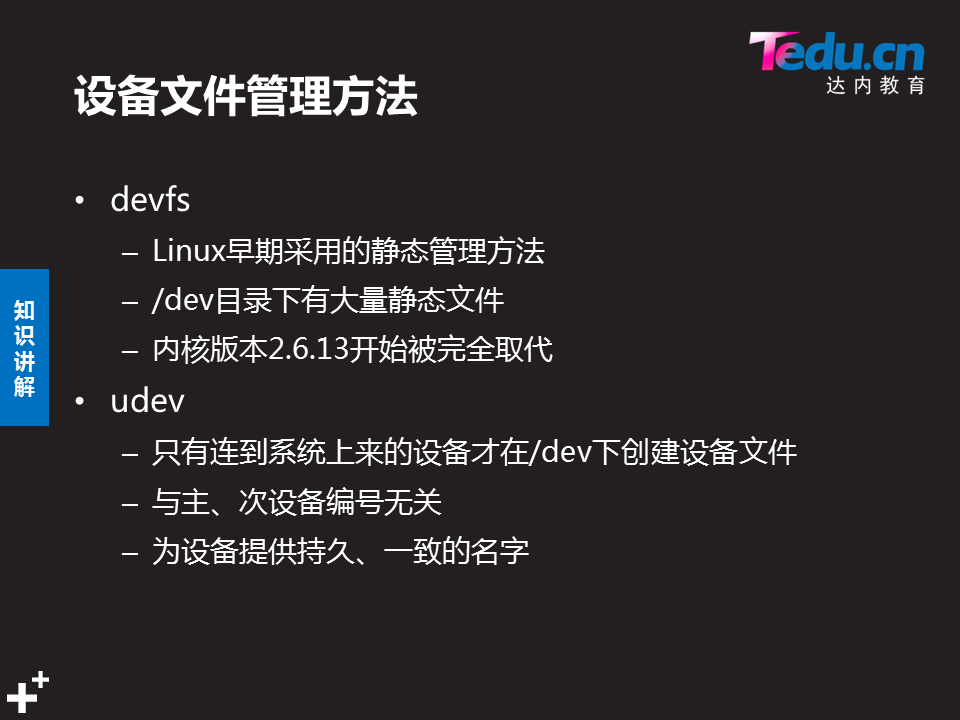 Tedu.cn
达内教育
设备文件管理方法
• devfs
– Linux早期采用的静态管理方法
– /dev目录下有大量静态文件
– 内核版本2.6.13开始被完全取代
• udev
– 只有连到系统上来的设备才在/dev下创建设备文件
– 与主、次设备编号无关
– 为设备提供持久、一致的名字
知
识
讲
解